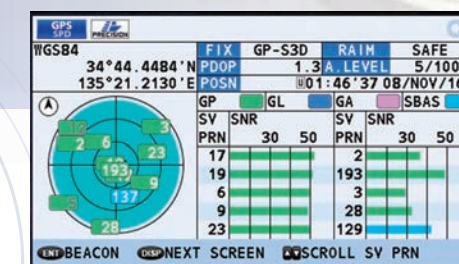 GPS
SPD
PRECISION
WGS84
34°44.4484'N
135°21.2130'E
FIX GP-S3D RAIM SAFE
PDOP 1.3 A.LEVEL 5/100
POSN U 01:46'37 08/NOV/16
GP GL GA SBAS
SV SNR SV SNR
PRN 30 50 PRN 30 50
17 2
19 193
6 3
9 28
23 129
12 3
2 6 23
193
9
137
5
28
ENT BEACON DISP NEXT SCREEN ▲▼ SCROLL SV PRN